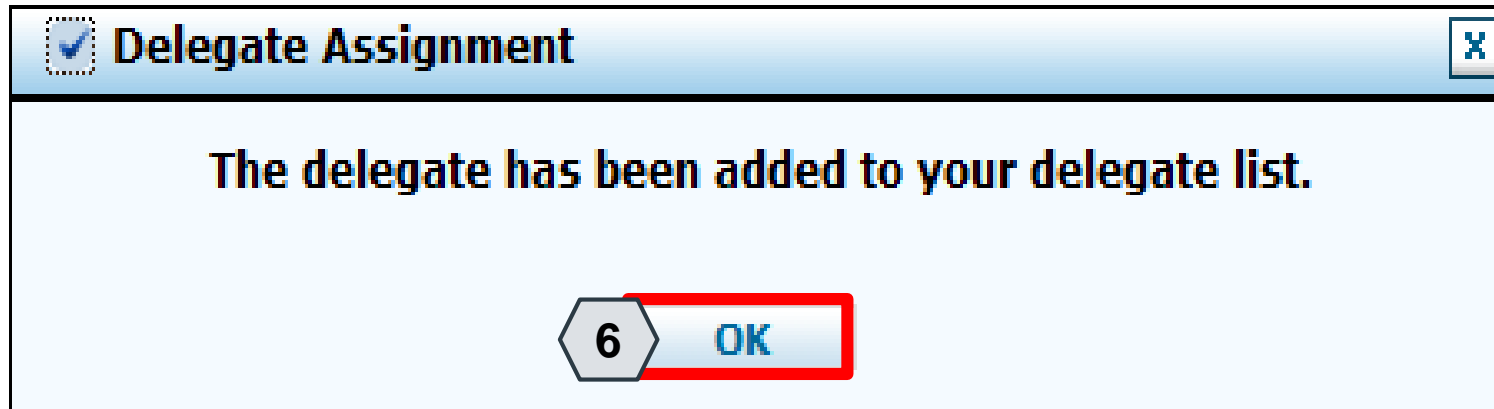 Delegate Assignment X
The delegate has been added to your delegate list.
6 OK